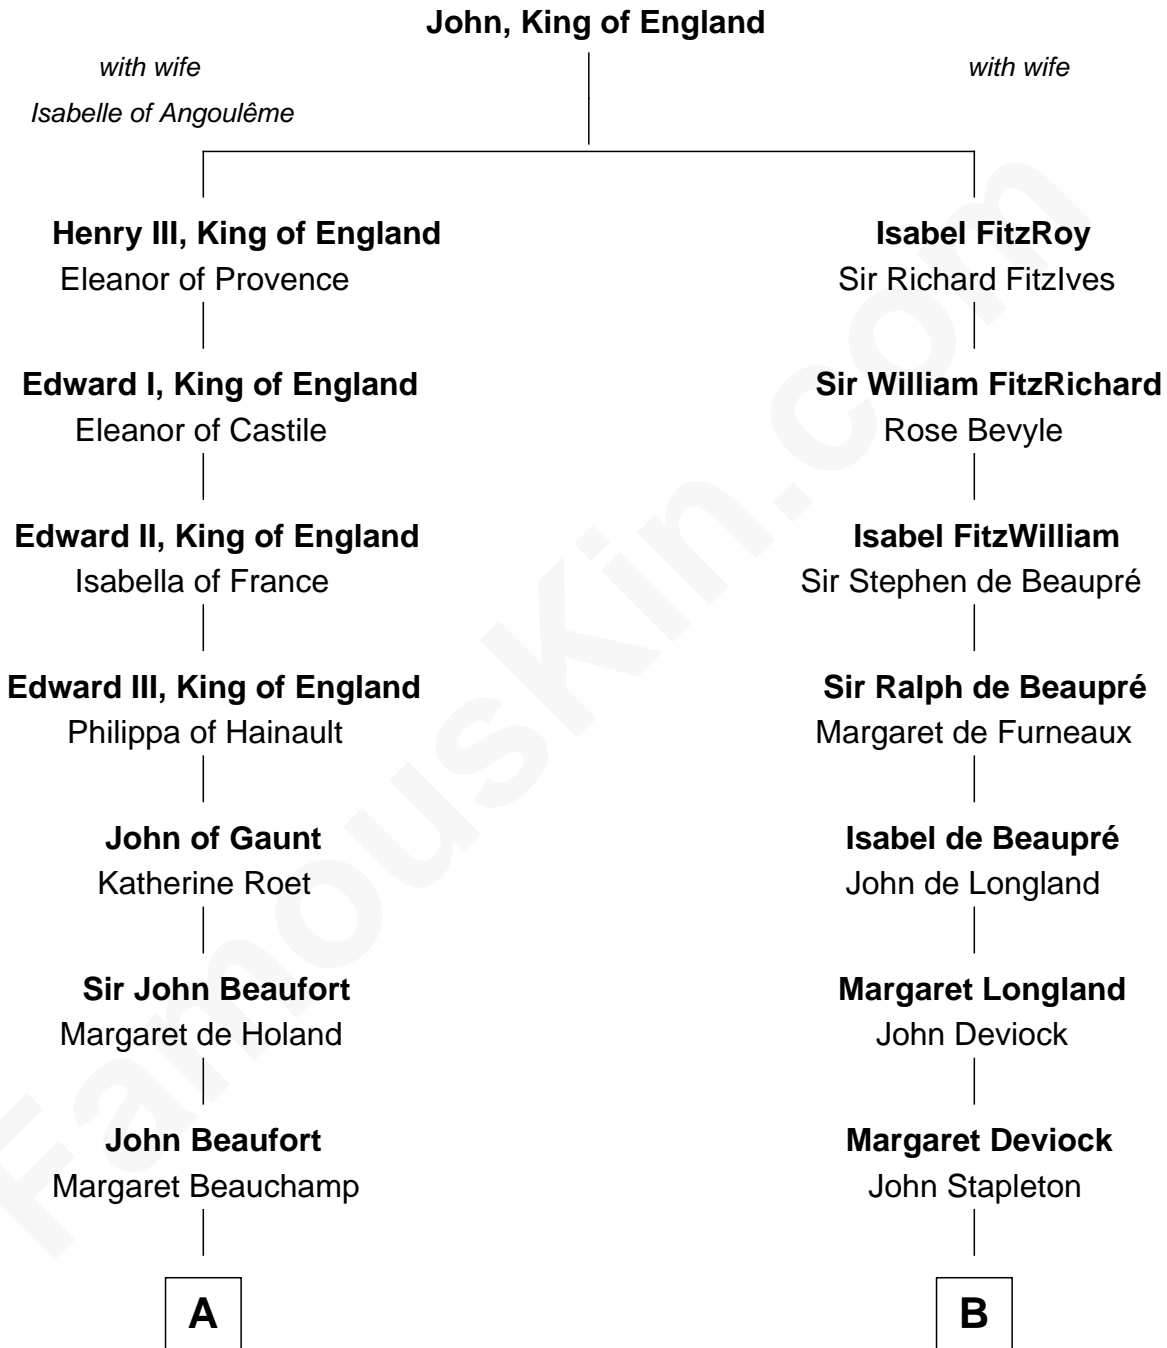 John, King of England
with wife
Isabelle of Angoulême
with wife
Henry III, King of England
Eleanor of Provence
Isabel FitzRoy
Sir Richard FitzIves
Edward I, King of England
Eleanor of Castile
Sir William FitzRichard
Rose Bevyle
Edward II, King of England
Isabella of France
Isabel FitzWilliam
Sir Stephen de Beaupré
Edward III, King of England
Philippa of Hainault
Sir Ralph de Beaupré
Margaret de Furneaux
John of Gaunt
Katherine Roet
Isabel de Beaupré
John de Longland
Sir John Beaufort
Margaret de Holand
Margaret Longland
John Deviock
John Beaufort
Margaret Beauchamp
Margaret Deviock
John Stapleton
A
B
FamousKin.com